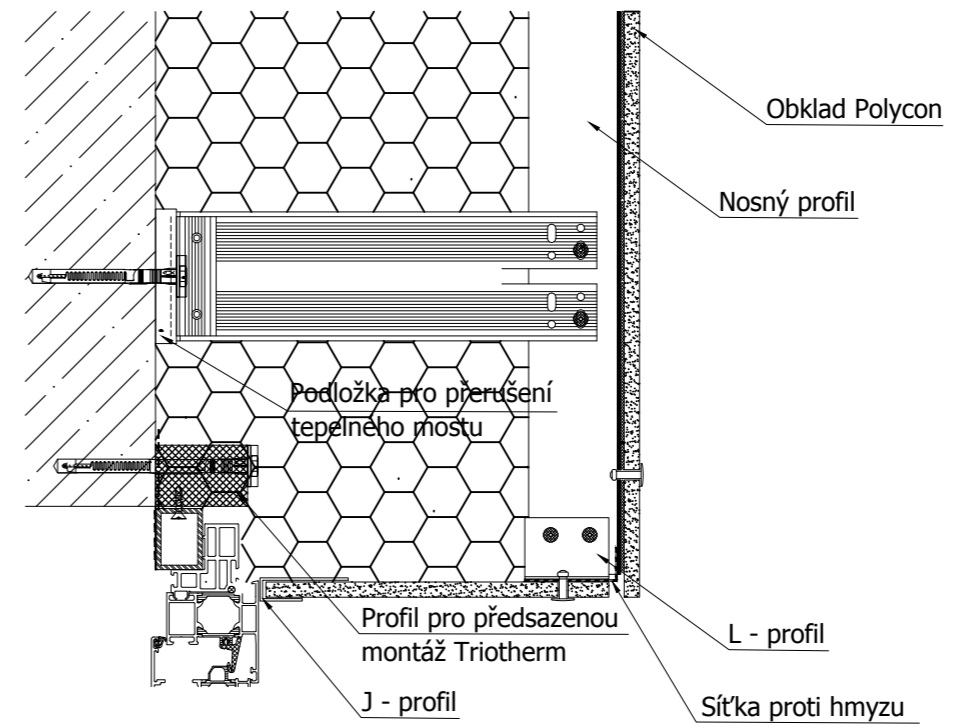 Obklad Polycon
Nosný profil
Podložka pro přerušení
tepelného mostu
Profil pro předsazenou
montáž Triotherm
L - profil
J - profil
Síťka proti hmyzu